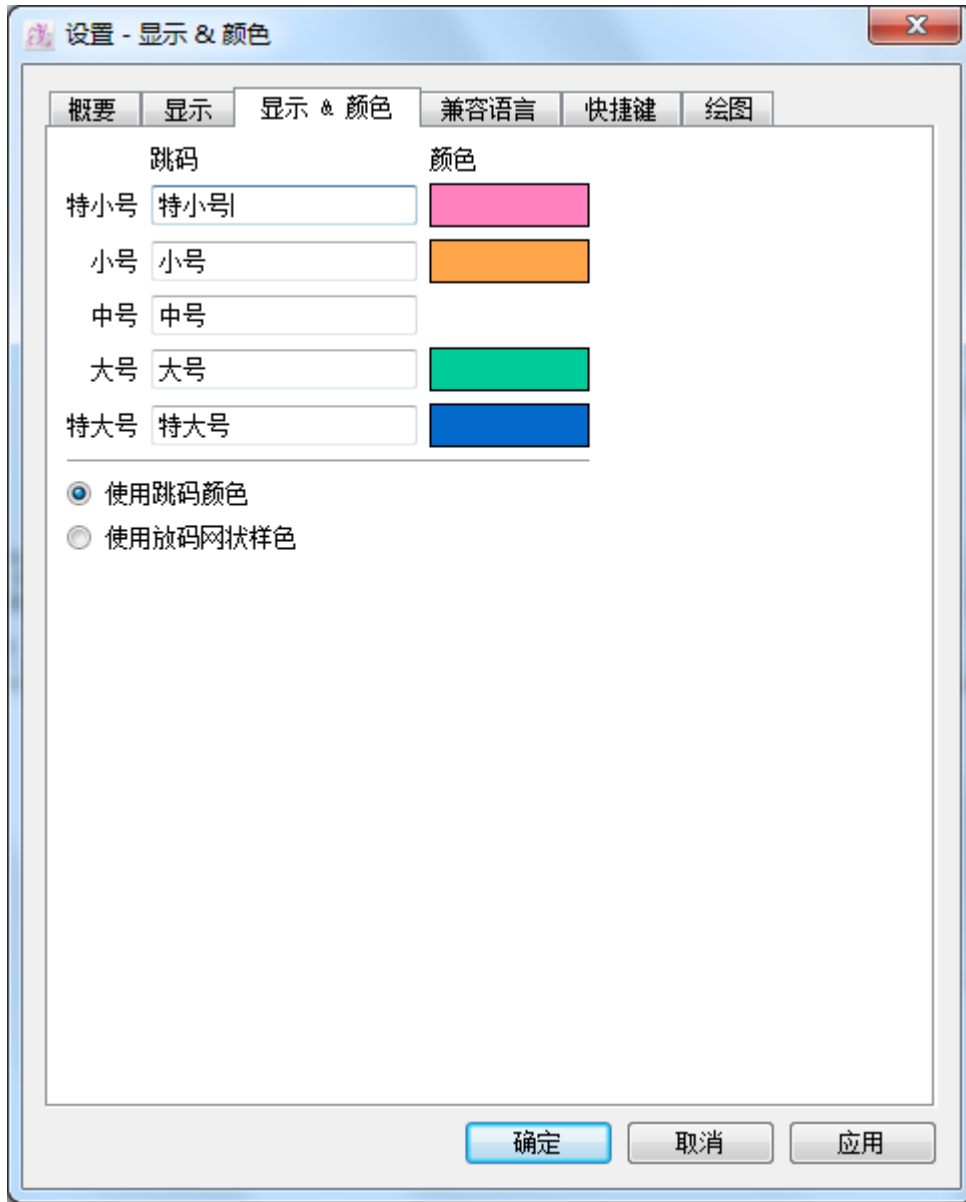 设置 - 显示 & 颜色
概要 显示 显示 & 颜色 兼容语言 快捷键 绘图
跳码 颜色
特小号 特小号
小号 小号
中号 中号
大号 大号
特大号 特大号
使用跳码颜色
使用放码网状样色
确定 取消 应用